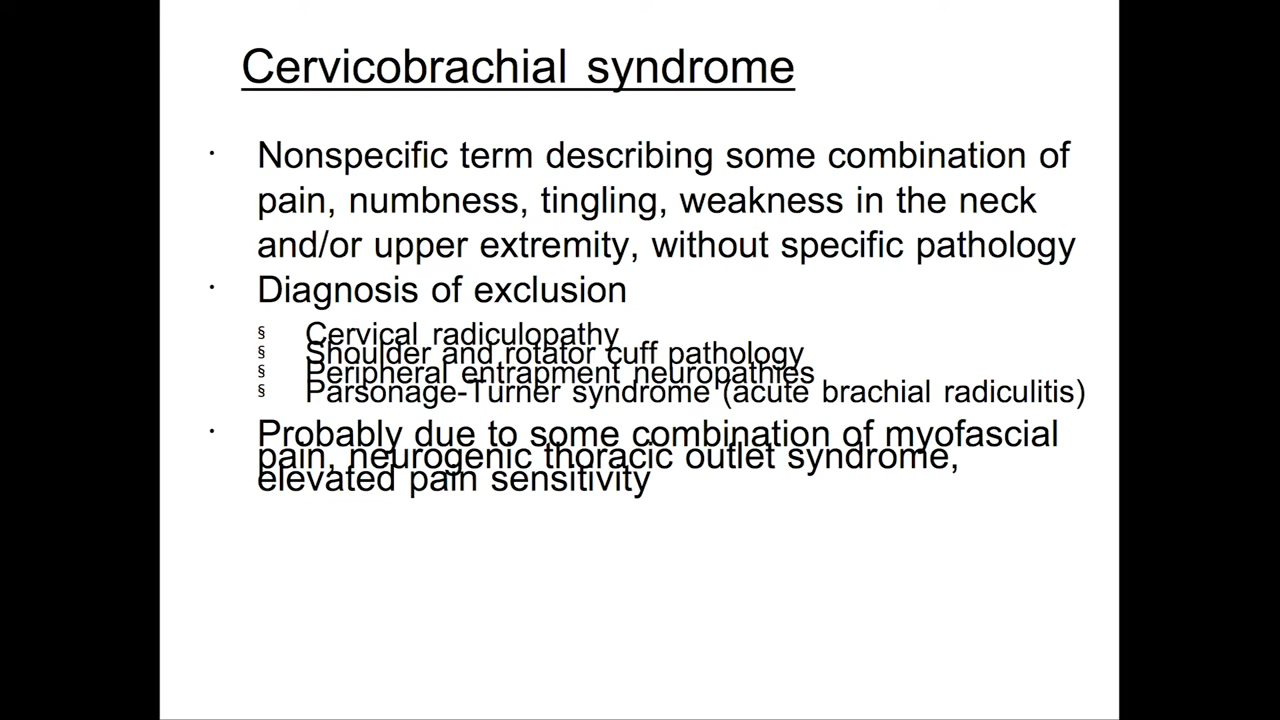 Cervicobrachial syndrome
· Nonspecific term describing some combination of
pain, numbness, tingling, weakness in the neck
and/or upper extremity, without specific pathology
· Diagnosis of exclusion
§ Cervical radiculopathy
§ Shoulder and rotator cuff pathology
§ Peripheral entrapment neuropathies
§ Parsonage-Turner syndrome (acute brachial radiculitis)
· Probably due to some combination of myofascial
pain, neurogenic thoracic outlet syndrome,
elevated pain sensitivity